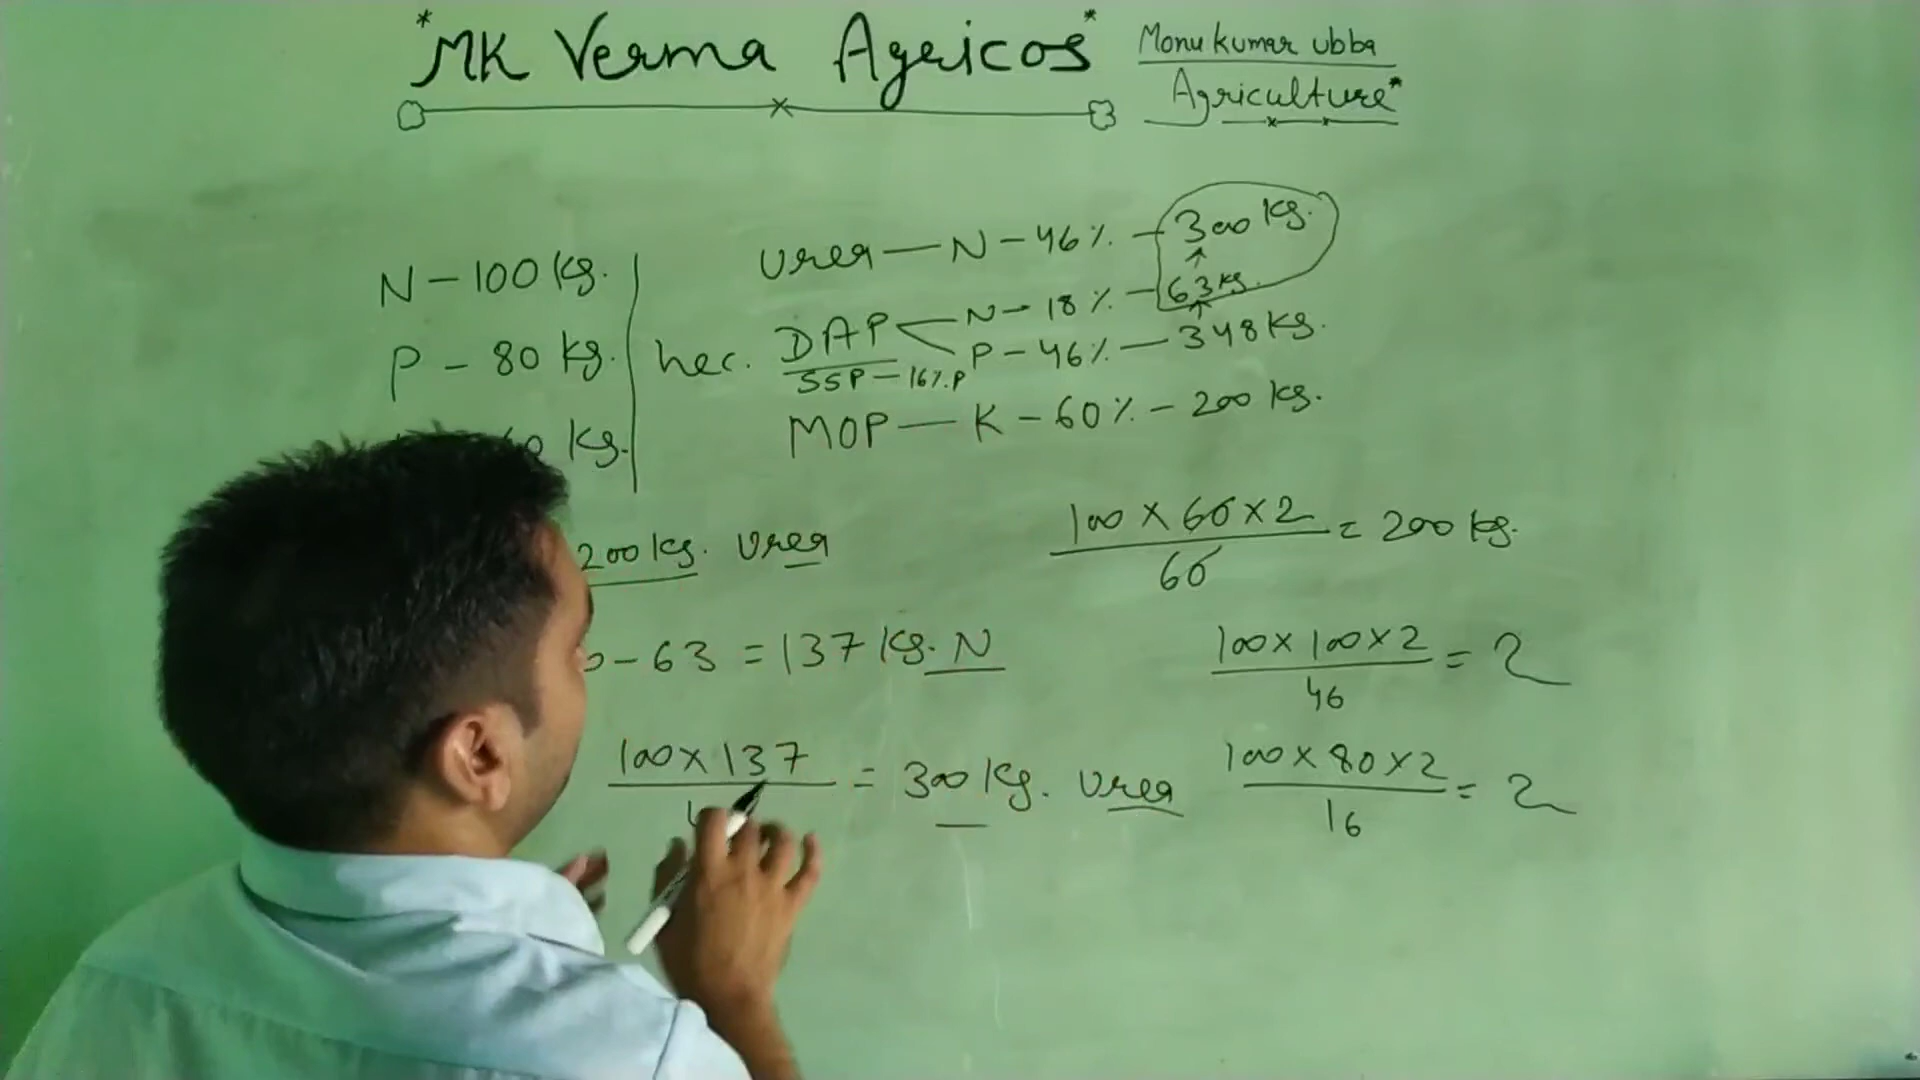 *MK Verma Agricos*
Monu kumar ubba
Agriculture*
N - 100 kg.
P - 80 kg.
0 kg.
hec.
Urea - N - 46% - 300 kg.
DAP N - 18% - 63 kg.
P - 46% - 348 kg.
SSP - 16% P
MOP - K - 60% - 200 kg.
200 kg. Urea
- 63 = 137 kg. N
100 x 137 = 300 kg. Urea
100 x 60 x 2 / 60 = 200 kg.
100 x 100 x 2 / 46 =
100 x 80 x 2 / 16 =